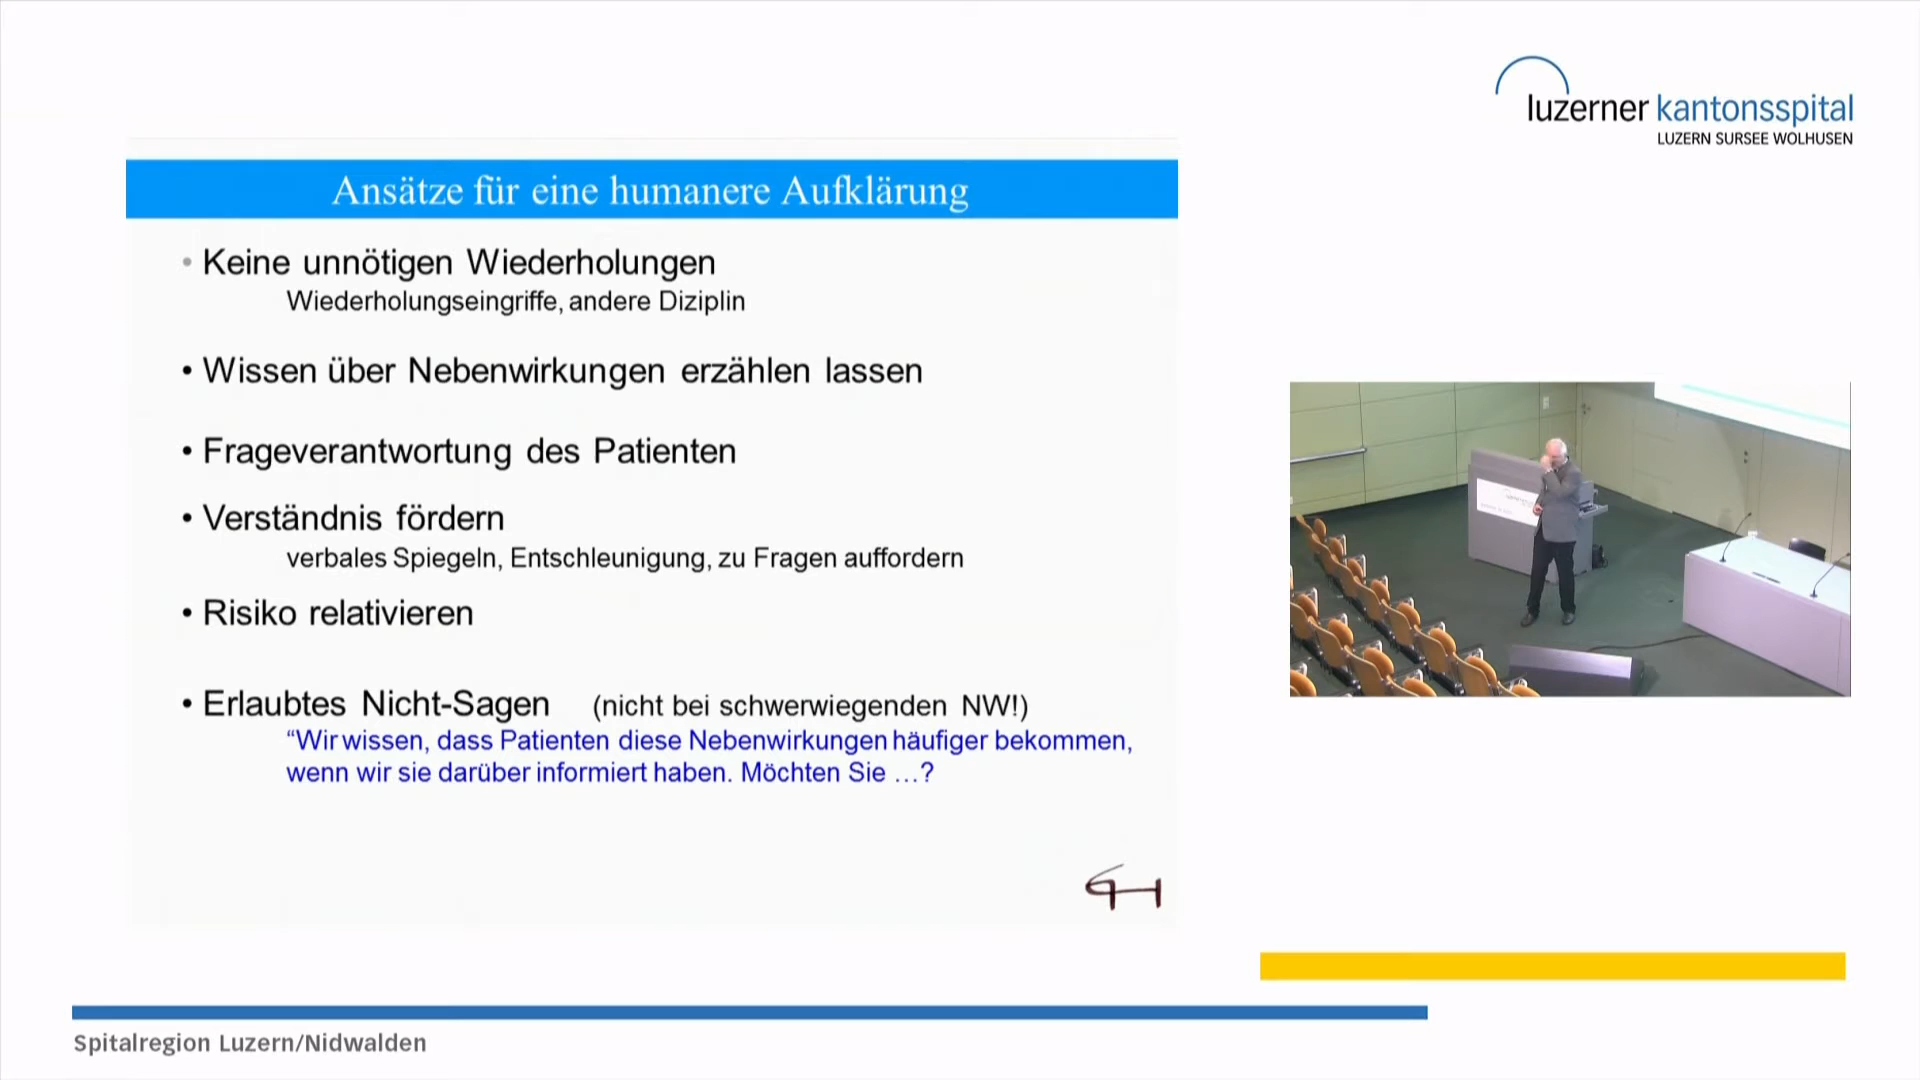 luzerner kantonsspital
LUZERN SURSEE WOLHUSEN
Ansätze für eine humanere Aufklärung
• Keine unnötigen Wiederholungen
Wiederholungseingriffe, andere Diziplin
• Wissen über Nebenwirkungen erzählen lassen
• Frageverantwortung des Patienten
• Verständnis fördern
verbales Spiegeln, Entschleunigung, zu Fragen auffordern
• Risiko relativieren
• Erlaubtes Nicht-Sagen (nicht bei schwerwiegenden NW!)
“Wir wissen, dass Patienten diese Nebenwirkungen häufiger bekommen,
wenn wir sie darüber informiert haben. Möchten Sie …?
Spitalregion Luzern/Nidwalden